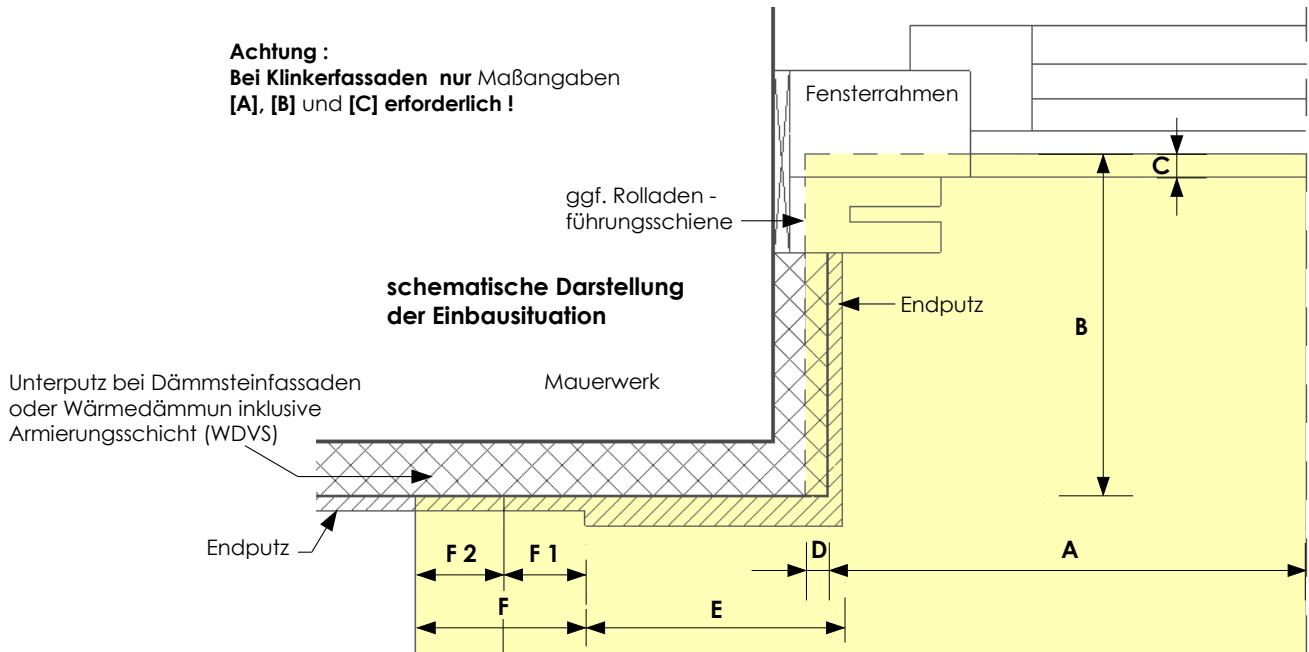 Achtung :
Bei Klinkerfassaden nur Maßangaben
[A], [B] und [C] erforderlich !
Fensterrahmen
C
ggf. Rolladen -
führungsschiene
schematische Darstellung
der Einbausituation
Endputz
B
Unterputz bei Dämmsteinfassaden
oder Wärmedämmun inklusive
Armierungsschicht (WDVS)
Mauerwerk
Endputz
F 2
F 1
D
A
F
E